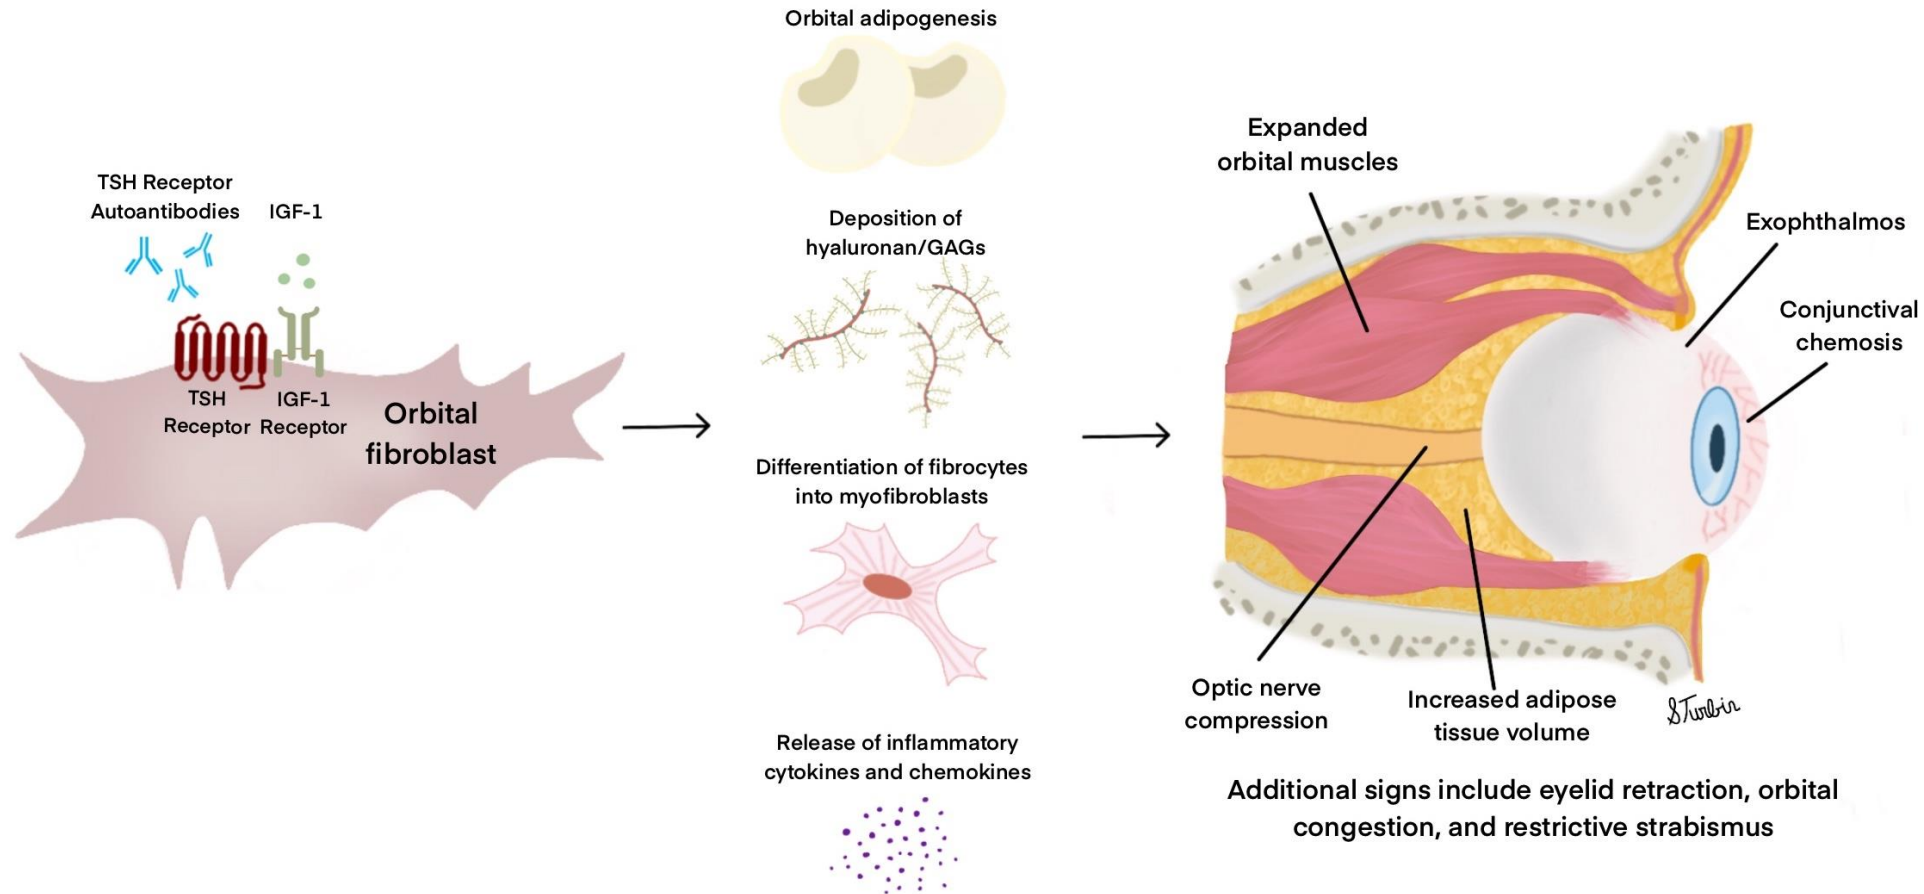 TSH Receptor
Autoantibodies
IGF-1
TSH
Receptor
IGF-1
Receptor
Orbital
fibroblast
Orbital adipogenesis
Deposition of
hyaluronan/GAGs
Differentiation of fibrocytes
into myofibroblasts
Release of inflammatory
cytokines and chemokines
Expanded
orbital muscles
Exophthalmos
Conjunctival
chemosis
Optic nerve
compression
Increased adipose
tissue volume
STurbin
Additional signs include eyelid retraction, orbital
congestion, and restrictive strabismus